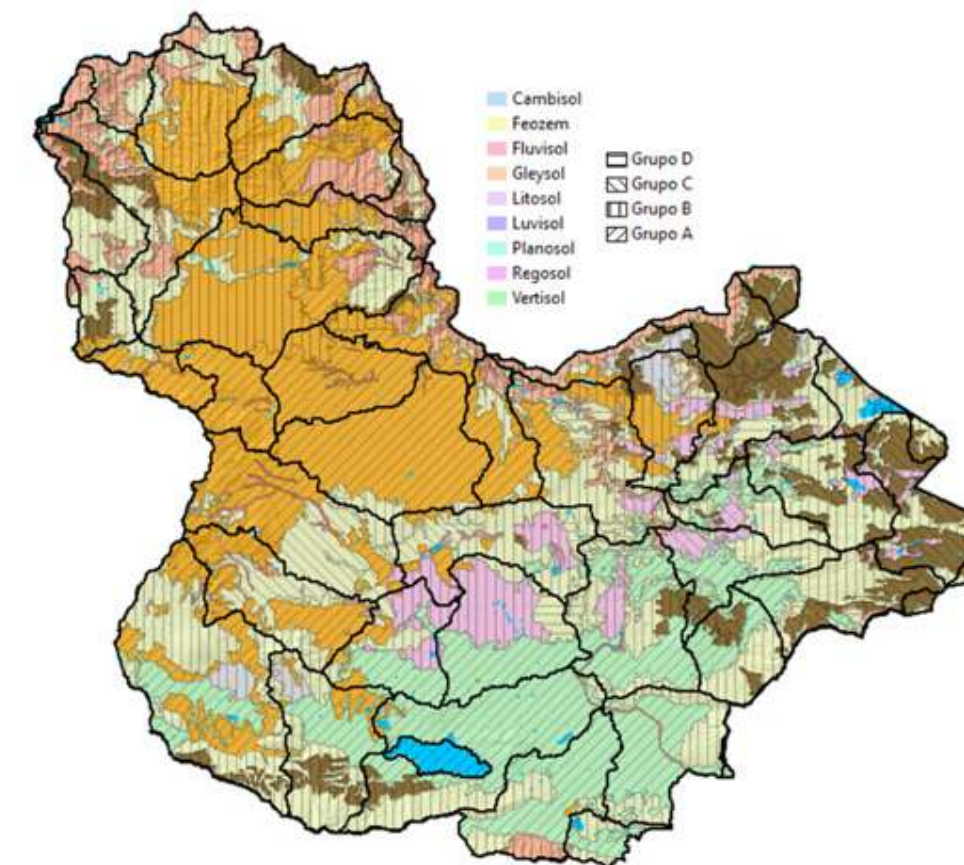 Cambisol
Feozem
Fluvisol
Gleysol
Litosol
Luvisol
Planosol
Regosol
Vertisol
Grupo D
Grupo C
Grupo B
Grupo A